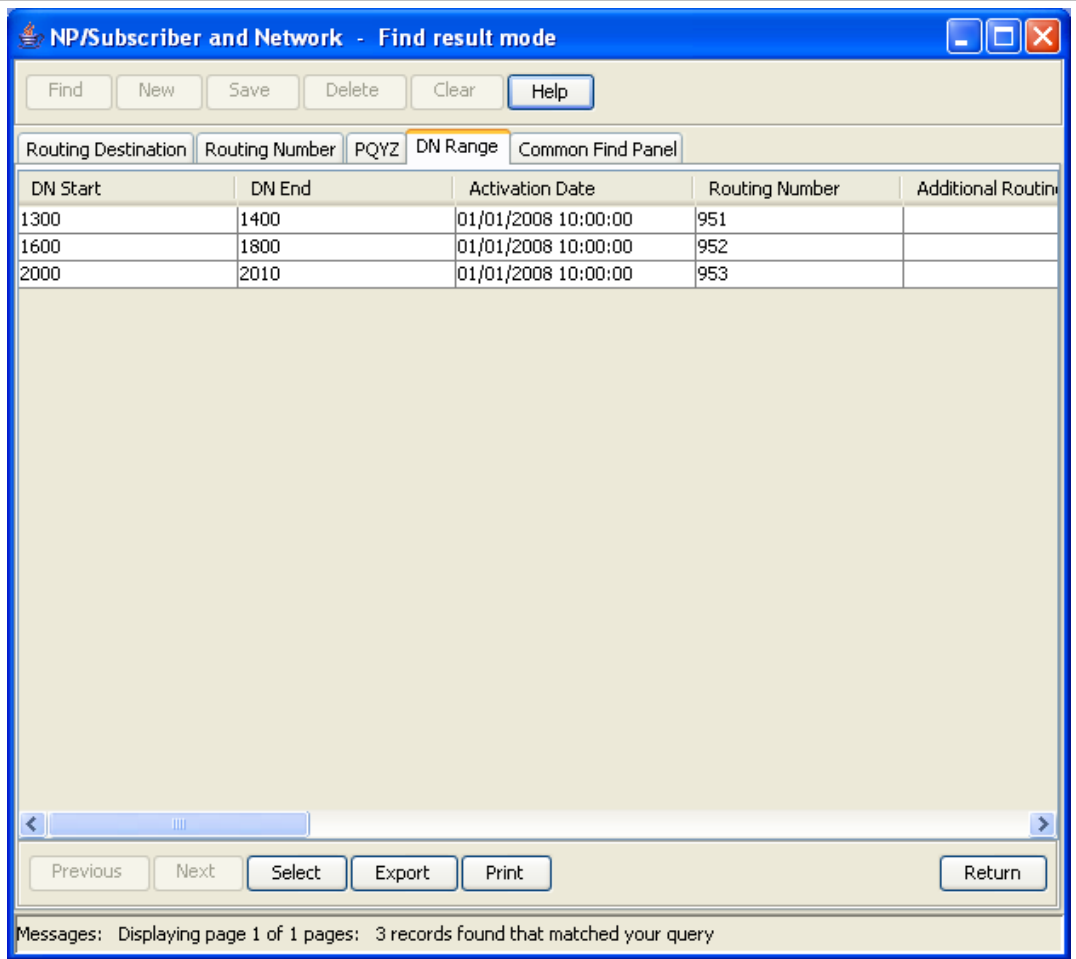 NP/Subscriber and Network - Find result mode
Find New Save Delete Clear Help
Routing Destination Routing Number PQYZ DN Range Common Find Panel
DN Start DN End Activation Date Routing Number Additional Routin
1300 1400 01/01/2008 10:00:00 951
1600 1800 01/01/2008 10:00:00 952
2000 2010 01/01/2008 10:00:00 953
Previous Next Select Export Print Return
Messages: Displaying page 1 of 1 pages: 3 records found that matched your query